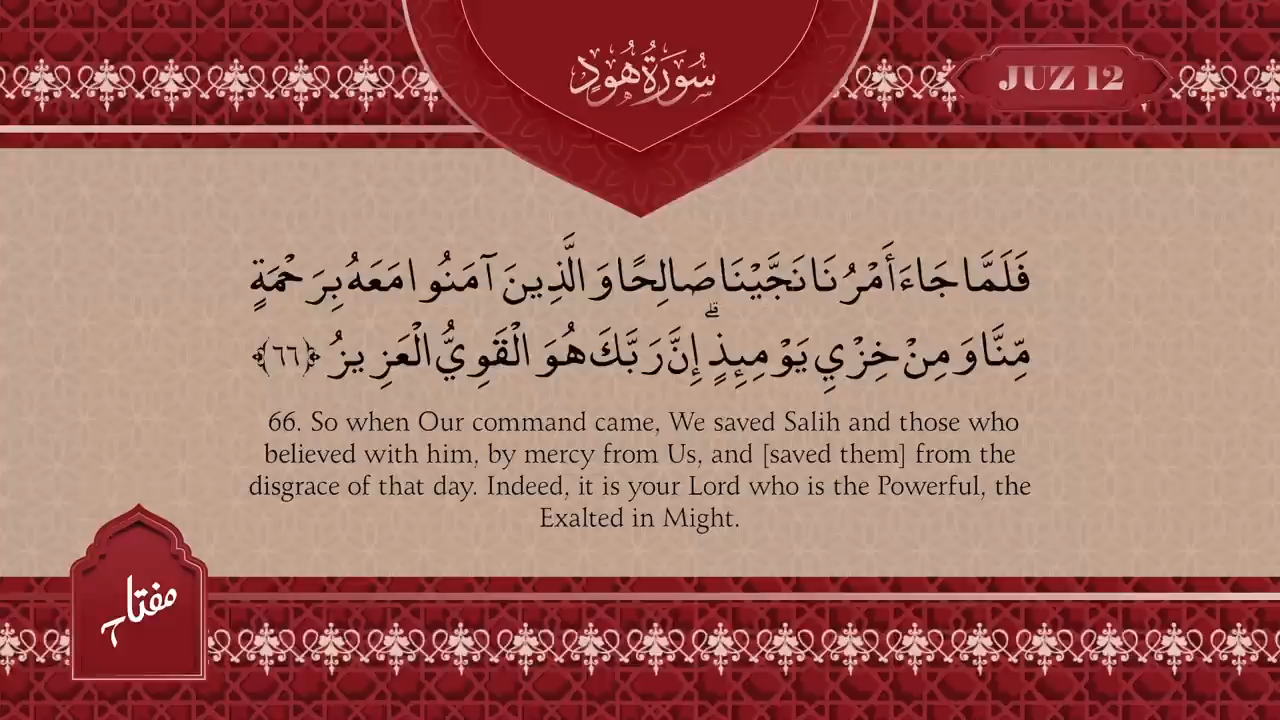 سُورَةُ هُودٍ
JUZ 12
فَلَمَّا جَاءَ أَمْرُنَا نَجَّيْنَا صَالِحًا وَالَّذِينَ آمَنُوا مَعَهُ بِرَحْمَةٍ
مِّنَّا وَمِنْ خِزْيِ يَوْمِئِذٍ ۗ إِنَّ رَبَّكَ هُوَ الْقَوِيُّ الْعَزِيزُ ﴿٦٦﴾
66. So when Our command came, We saved Salih and those who
believed with him, by mercy from Us, and [saved them] from the
disgrace of that day. Indeed, it is your Lord who is the Powerful, the
Exalted in Might.
مفتاح